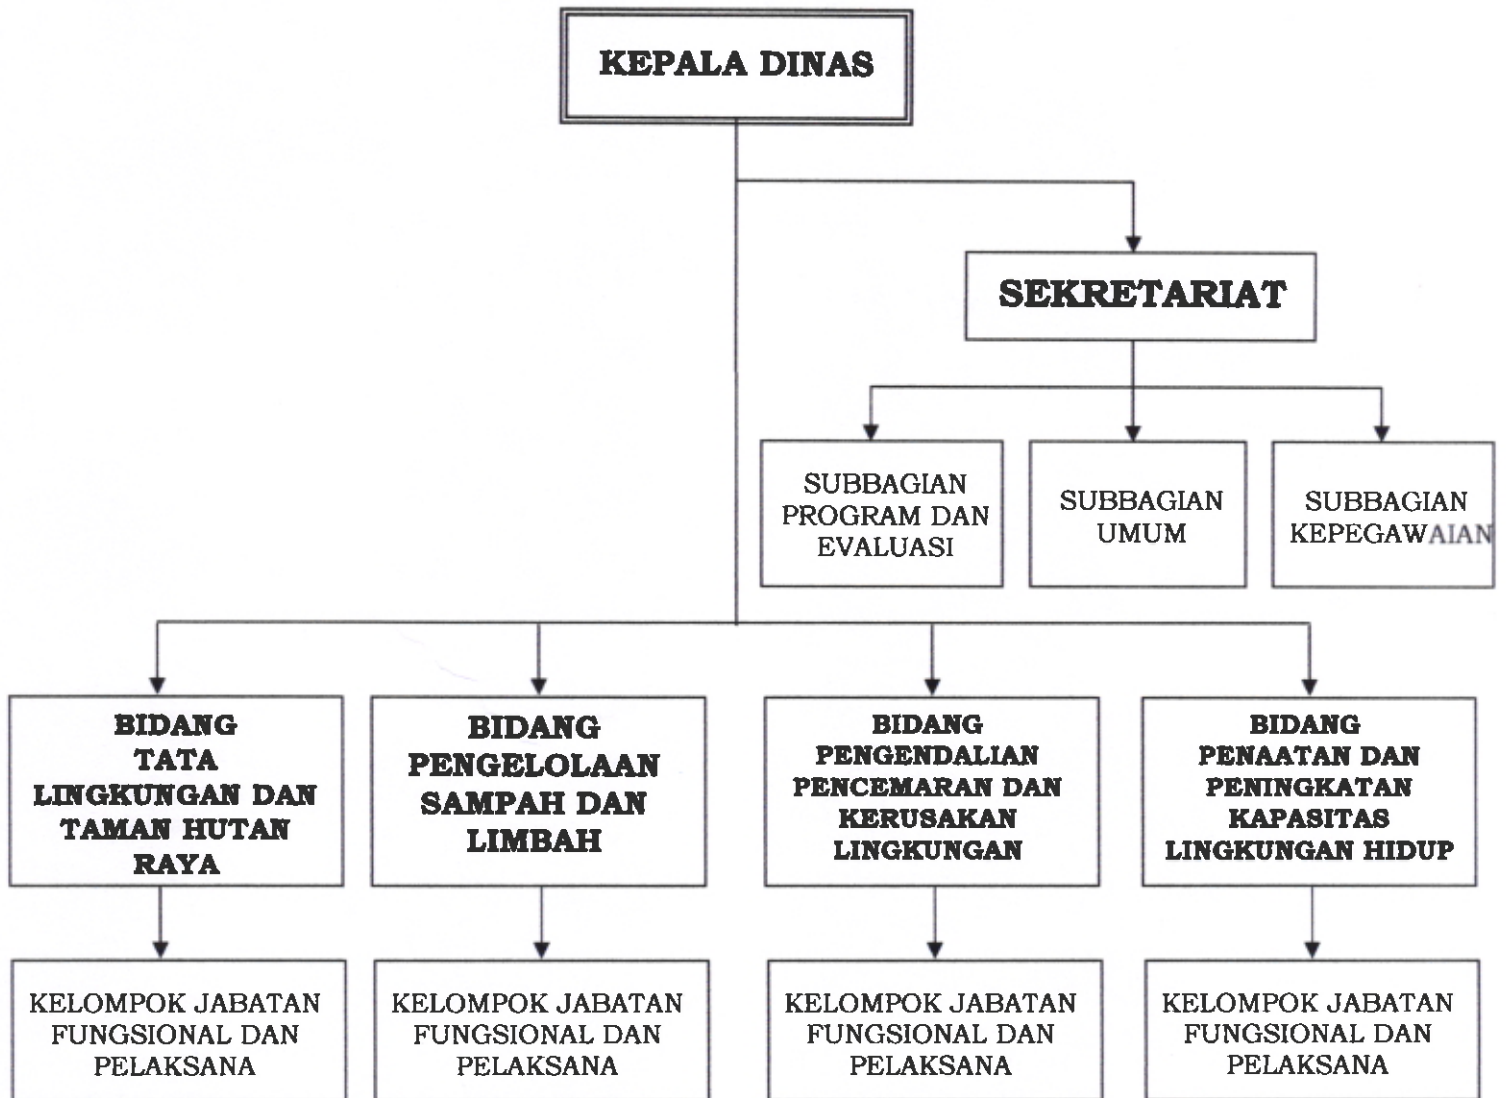 KEPALA DINAS
SEKRETARIAT
SUBBAGIAN
PROGRAM DAN
EVALUASI
SUBBAGIAN
UMUM
SUBBAGIAN
KEPEGAWAIAN
BIDANG
TATA
LINGKUNGAN DAN
TAMAN HUTAN
RAYA
BIDANG
PENGELOLAAN
SAMPAH DAN
LIMBAH
BIDANG
PENGENDALIAN
PENCEMARAN DAN
KERUSAKAN
LINGKUNGAN
BIDANG
PENAATAN DAN
PENINGKATAN
KAPASITAS
LINGKUNGAN HIDUP
KELOMPOK JABATAN
FUNGSIONAL DAN
PELAKSANA
KELOMPOK JABATAN
FUNGSIONAL DAN
PELAKSANA
KELOMPOK JABATAN
FUNGSIONAL DAN
PELAKSANA
KELOMPOK JABATAN
FUNGSIONAL DAN
PELAKSANA